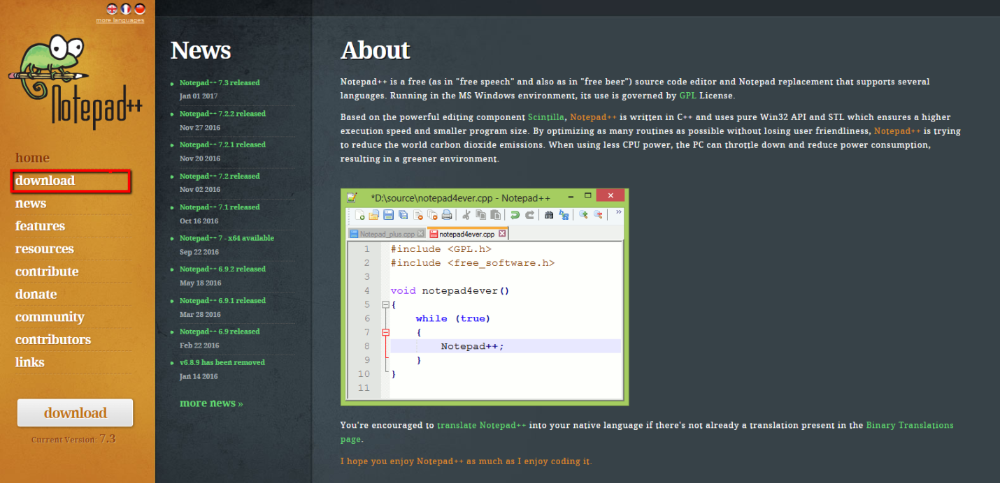 more languages
Notepad++
home
download
news
features
resources
contribute
donate
community
contributors
links
download
Current Version: 7.3
News
Notepad++ 7.3 released
Jan 01 2017
Notepad++ 7.2.2 released
Nov 27 2016
Notepad++ 7.2.1 released
Nov 20 2016
Notepad++ 7.2 released
Nov 02 2016
Notepad++ 7.1 released
Oct 16 2016
Notepad++ 7 - x64 available
Sep 22 2016
Notepad++ 6.9.2 released
May 18 2016
Notepad++ 6.9.1 released
Mar 28 2016
Notepad++ 6.9 released
Feb 22 2016
v6.8.9 has been removed
Jan 14 2016
more news »
About
Notepad++ is a free (as in "free speech" and also as in "free beer") source code editor and Notepad replacement that supports several
languages. Running in the MS Windows environment, its use is governed by GPL License.
Based on the powerful editing component Scintilla, Notepad++ is written in C++ and uses pure Win32 API and STL which ensures a higher
execution speed and smaller program size. By optimizing as many routines as possible without losing user friendliness, Notepad++ is trying
to reduce the world carbon dioxide emissions. When using less CPU power, the PC can throttle down and reduce power consumption,
resulting in a greener environment.
*D:\source\notepad4ever.cpp - Notepad++
Notepad_plus.cpp notepad4ever.cpp
1 #include <GPL.h>
2 #include <free_software.h>
3
4 void notepad4ever()
5 {
6 while (true)
7 {
8 Notepad++;
9 }
10 }
11
You're encouraged to translate Notepad++ into your native language if there's not already a translation present in the Binary Translations
page.
I hope you enjoy Notepad++ as much as I enjoy coding it.